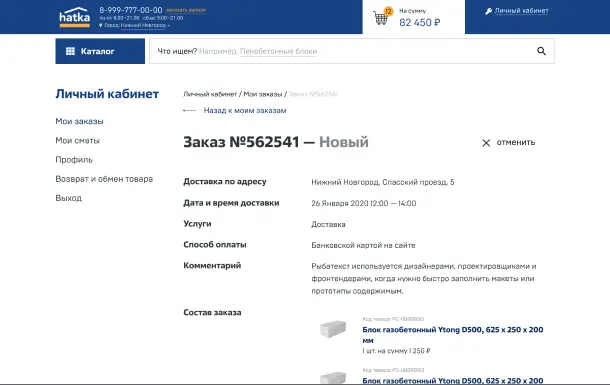 hatka
8-999-777-00-00 ЗАКАЗАТЬ ЗВОНОК
пн-пт 8:00–21:00 сб-вс 9:00–21:00
Город: Нижний Новгород
12
На сумму
82 450 ₽
Личный кабинет
Каталог
Что ищем? Например, Пенобетонные блоки
Личный кабинет
Личный кабинет / Мои заказы / Заказ №562541
Назад к моим заказам
Мои заказы
Мои сметы
Профиль
Возврат и обмен товара
Выход
Заказ №562541 — Новый
отменить
Доставка по адресу
Нижний Новгород, Спасский проезд, 5
Дата и время доставки
26 Января 2020 12:00 — 14:00
Услуги
Доставка
Способ оплаты
Банковской картой на сайте
Комментарий
Рыбатекст используется дизайнерами, проектировщиками и
фронтендерами, когда нужно быстро заполнить макеты или
прототипы содержимым.
Состав заказа
Код товара: РС-0000013
Блок газобетонный Ytong D500, 625 x 250 x 200
мм
1 шт. на сумму 1 250 ₽
Код товара: РС-0000013
Блок газобетонный Ytong D500, 625 x 250 x 200